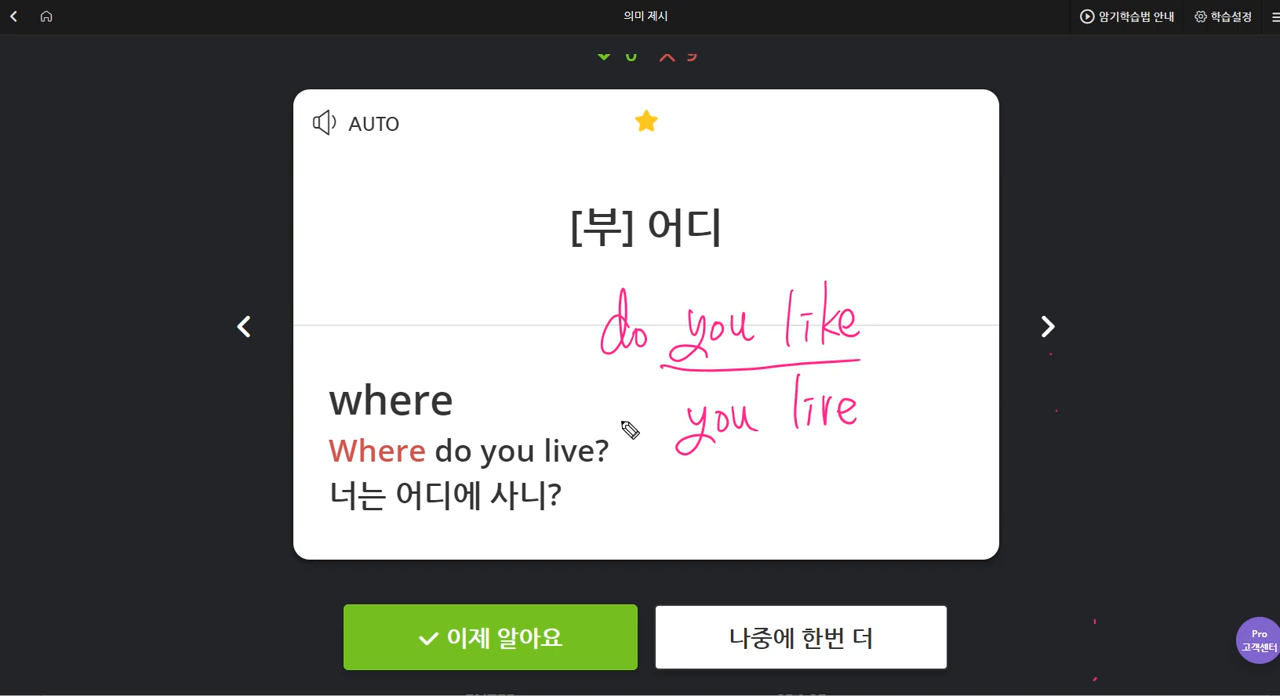 의미 제시
암기학습법 안내
학습설정
AUTO
[부] 어디
do you like
you live
where
Where do you live?
너는 어디에 사니?
이제 알아요
나중에 한번 더
Pro
고객센터